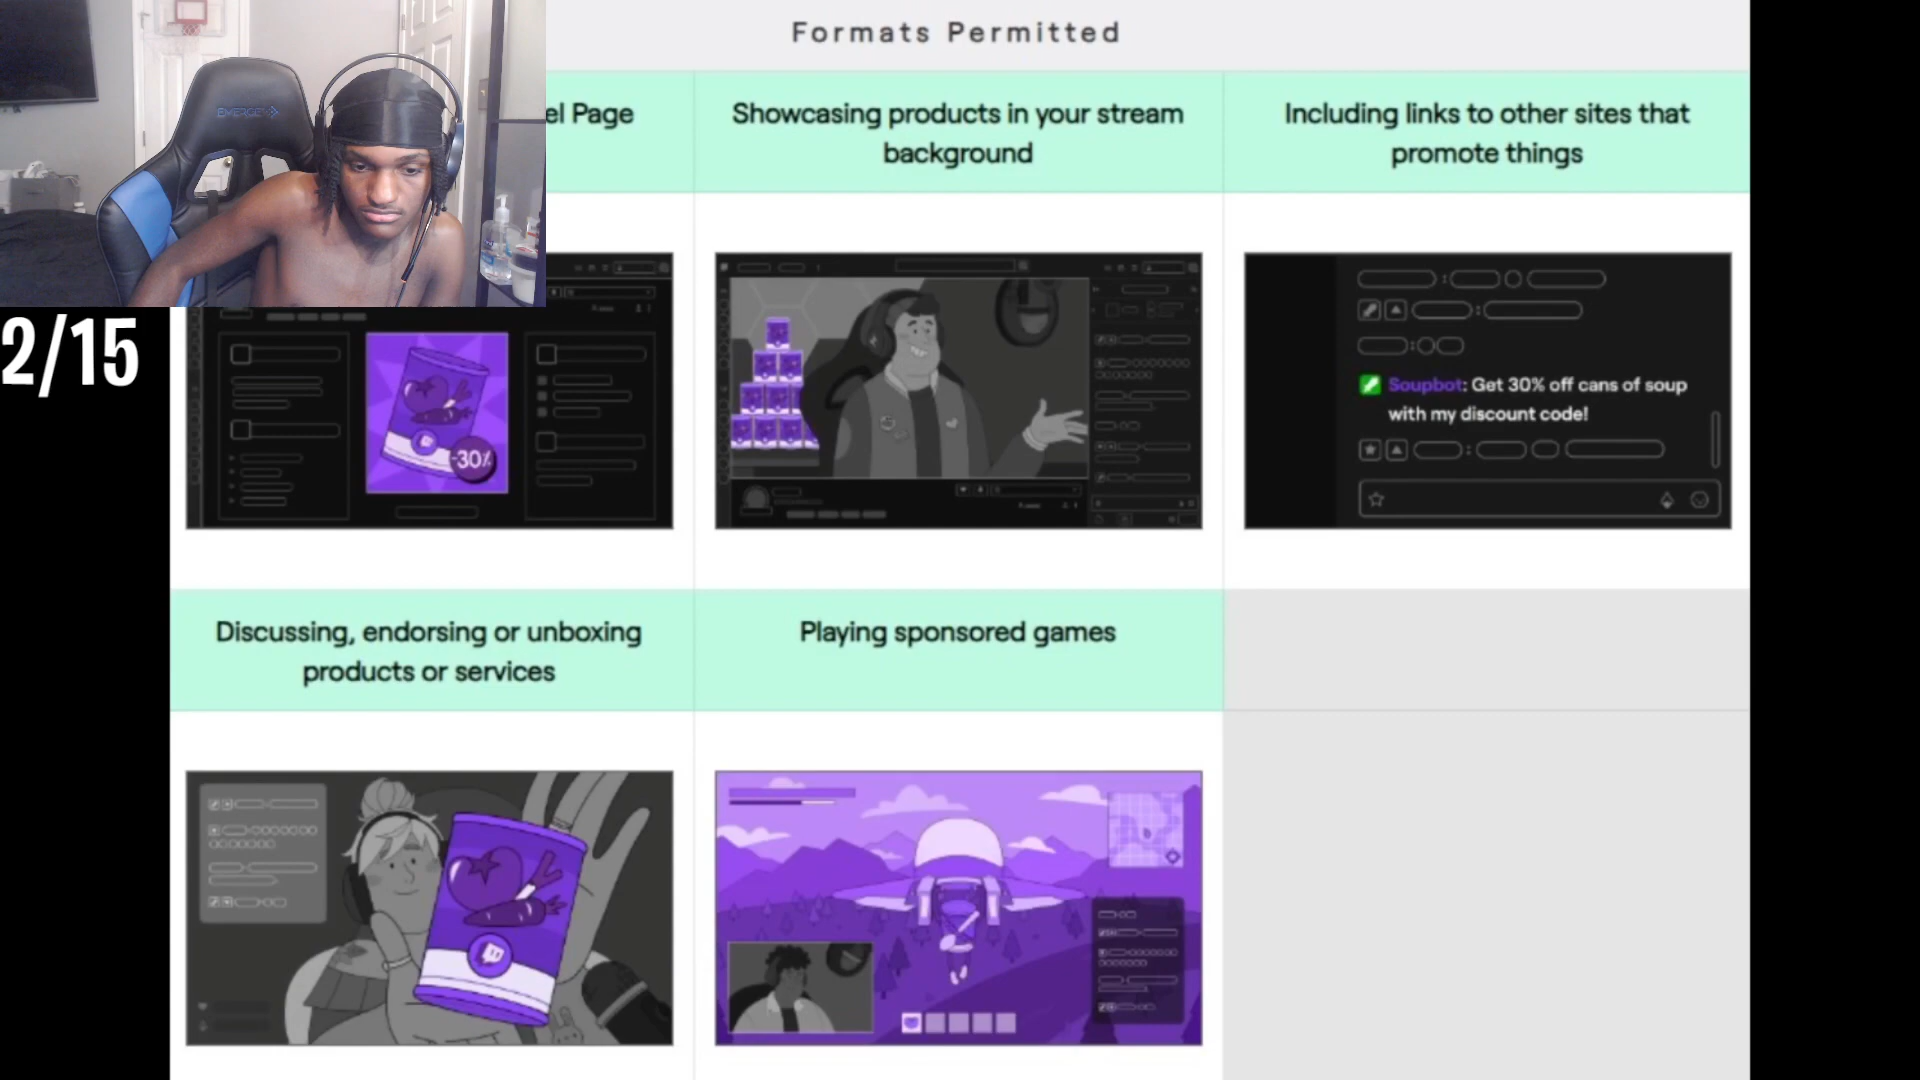 Formats Permitted
EMERGE
el Page
Showcasing products in your stream
background
Including links to other sites that
promote things
2/15
-30%
Soupbot: Get 30% off cans of soup
with my discount code!
Discussing, endorsing or unboxing
products or services
Playing sponsored games